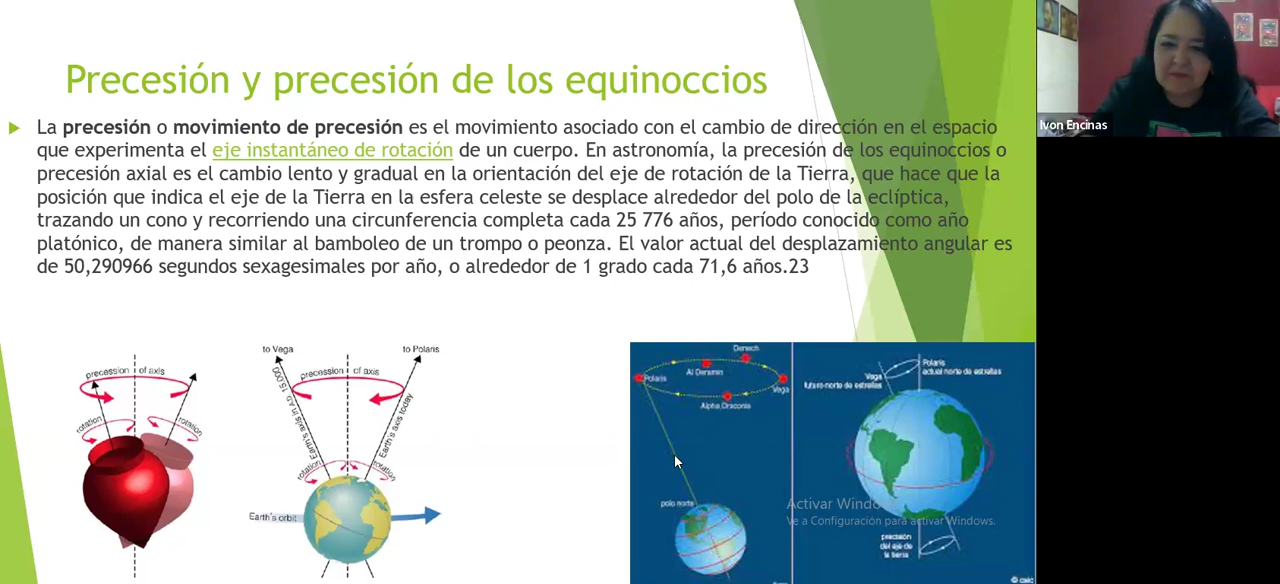 Precesión y precesión de los equinoccios
La precesión o movimiento de precesión es el movimiento asociado con el cambio de dirección en el espacio
que experimenta el eje instantáneo de rotación de un cuerpo. En astronomía, la precesión de los equinoccios o
precesión axial es el cambio lento y gradual en la orientación del eje de rotación de la Tierra, que hace que la
posición que indica el eje de la Tierra en la esfera celeste se desplace alrededor del polo de la eclíptica,
trazando un cono y recorriendo una circunferencia completa cada 25 776 años, período conocido como año
platónico, de manera similar al bamboleo de un trompo o peonza. El valor actual del desplazamiento angular es
de 50,290966 segundos sexagesimales por año, o alrededor de 1 grado cada 71,6 años.23
Ivon Encinas
precession of axis
rotation
rotation
to Vega
to Polaris
precession of axis
Earth's axis in A.D. 15,000
Earth's axis today
rotation
rotation
Earth's orbit
Deneb
Polaris
Al Deramin
Vega
Alpha Draconis
polo norte
Polaris
actual norte de estrellas
Vega
futuro norte de estrellas
precisión
del eje de
la tierra
Activar Windo
Ve a Configuración para activar Windows.